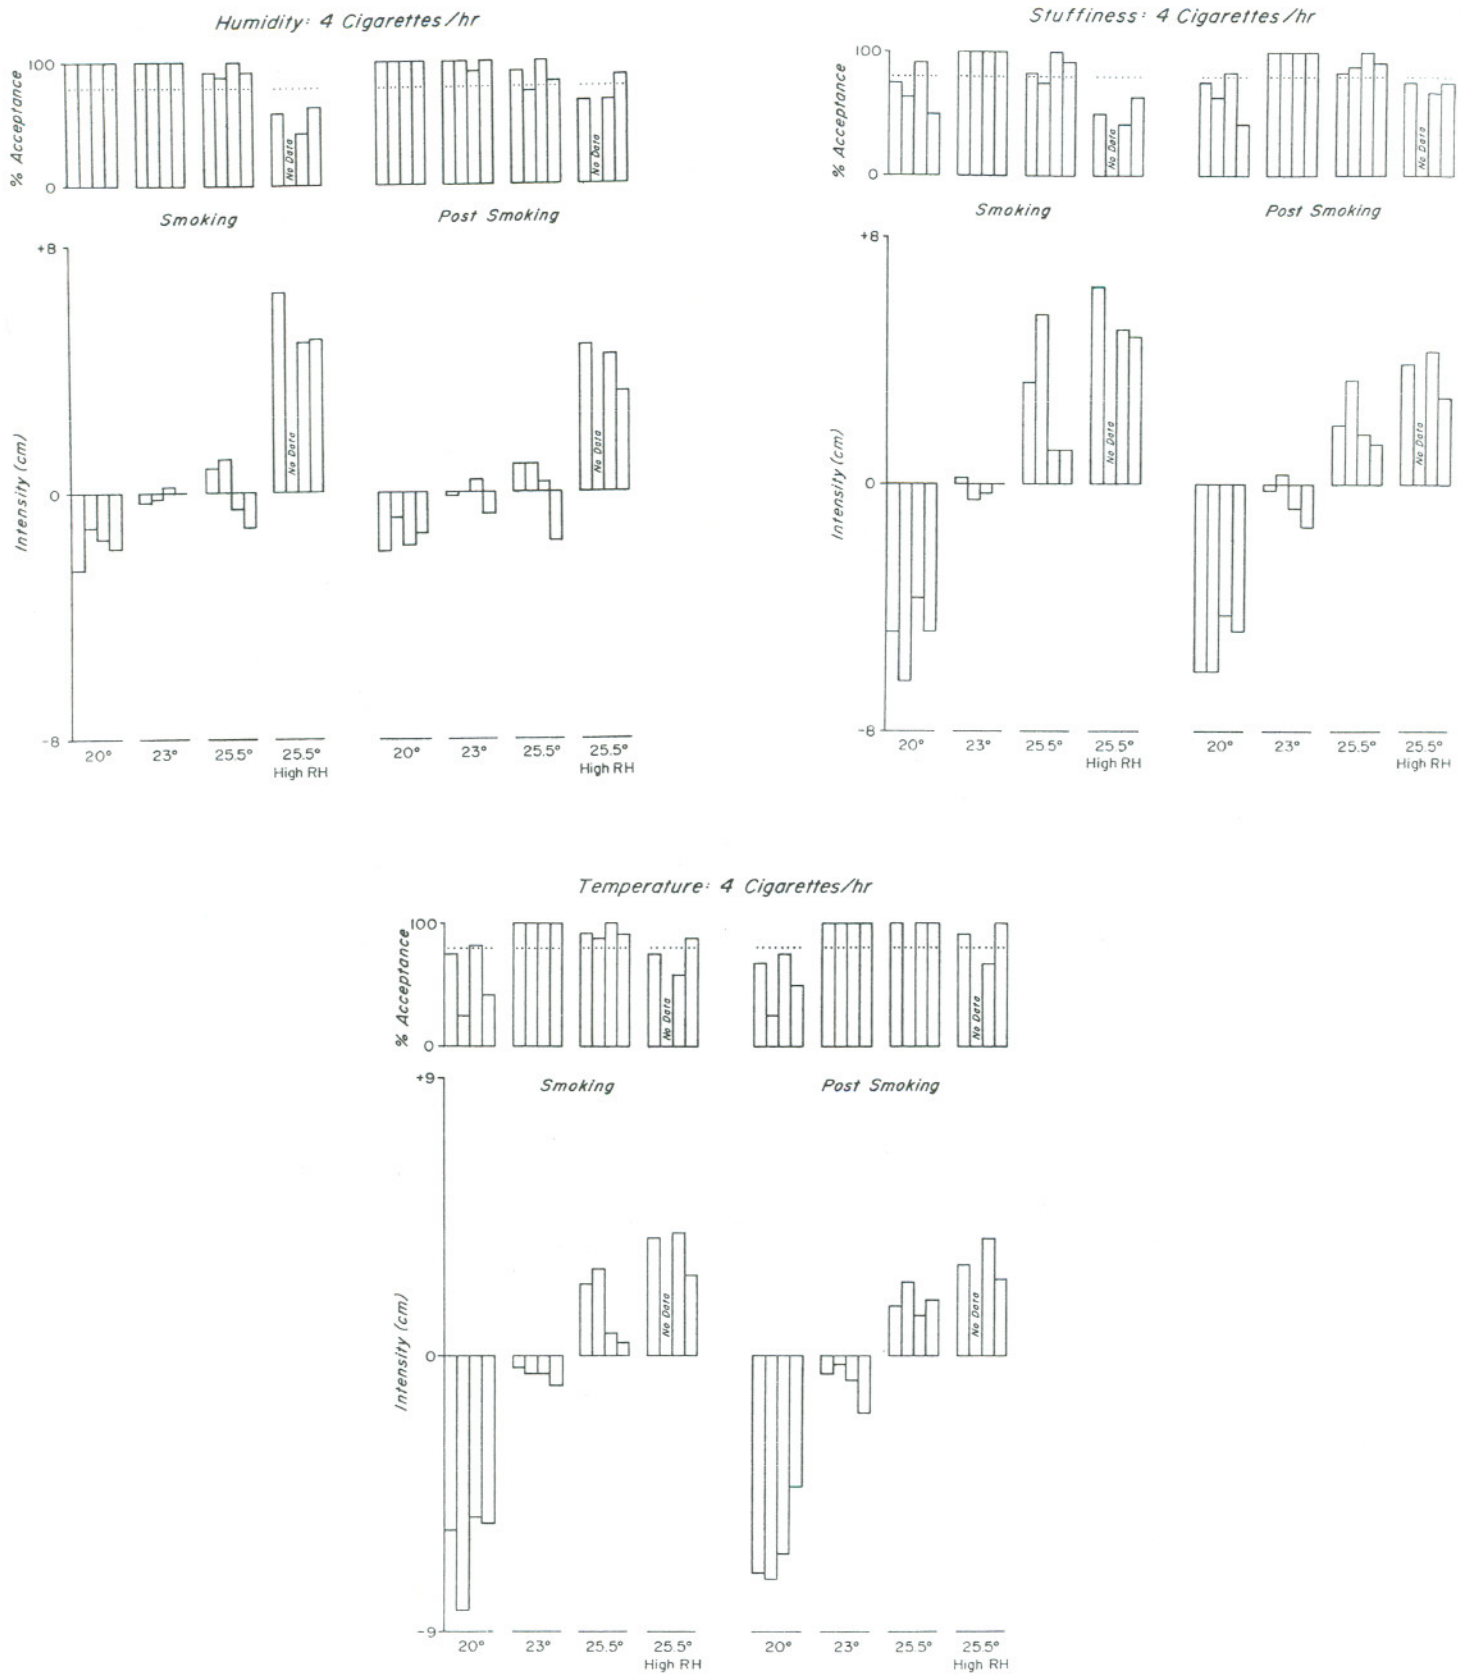 Humidity: 4 Cigarettes/hr
% Acceptance
100
0
No Data
No Data
Smoking
Post Smoking
Intensity (cm)
+8
0
-8
No Data
No Data
20° 23° 25.5° 25.5° 20° 23° 25.5° 25.5°
High RH High RH
Stuffiness: 4 Cigarettes/hr
% Acceptance
100
0
No Data
No Data
Smoking
Post Smoking
Intensity (cm)
+8
0
-8
No Data
No Data
20° 23° 25.5° 25.5° 20° 23° 25.5° 25.5°
High RH High RH
Temperature: 4 Cigarettes/hr
% Acceptance
100
0
No Data
No Data
Smoking
Post Smoking
Intensity (cm)
+9
0
-9
No Data
No Data
20° 23° 25.5° 25.5° 20° 23° 25.5° 25.5°
High RH High RH